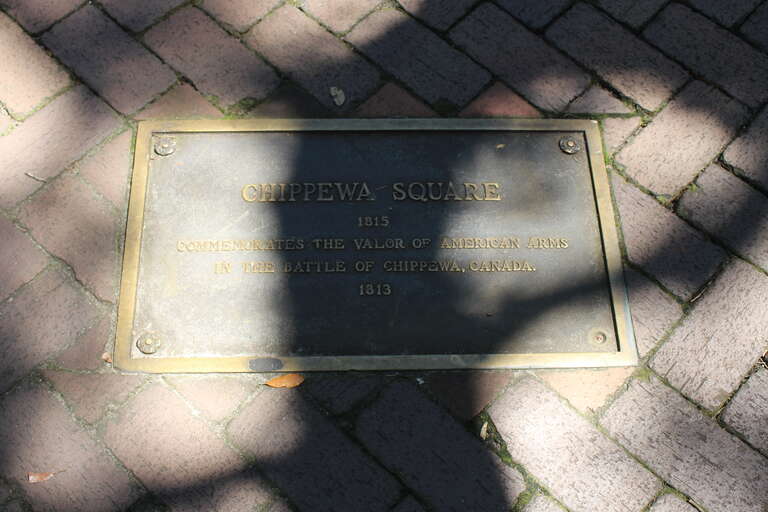 CHIPPEWA SQUARE
1815
COMMEMORATES THE VALOR OF AMERICAN ARMS
IN THE BATTLE OF CHIPPEWA, CANADA.
1813